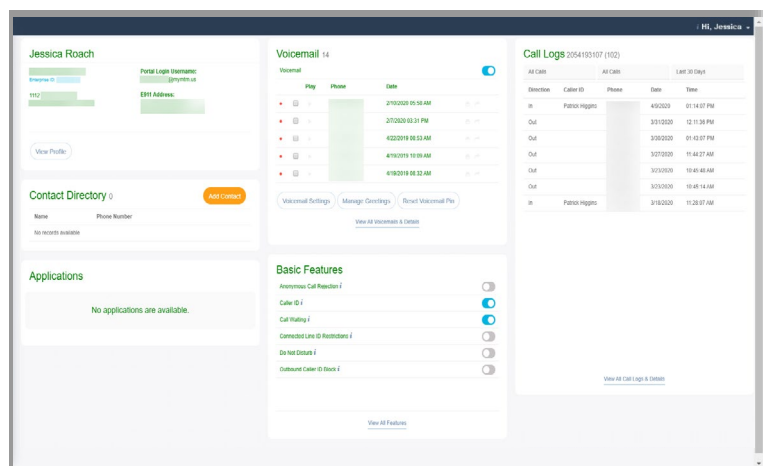 Hi, Jessica
Jessica Roach
Portal Login Username:
Enterprise ID
@mymtm.us
1112
E911 Address:
View Profile
Contact Directory 0
Add Contact
Name Phone Number
No records available
Applications
No applications are available.
Voicemail 14
Voicemail
Play Phone Date
2/10/2020 05:58 AM
2/7/2020 03:31 PM
4/22/2019 08:53 AM
4/19/2019 10:09 AM
4/19/2019 08:32 AM
Voicemail Settings Manage Greetings Reset Voicemail Pin
View All Voicemails & Details
Basic Features
Anonymous Call Rejection i
Caller ID i
Call Waiting i
Connected Line ID Restrictions i
Do Not Disturb i
Outbound Caller ID Block i
View All Features
Call Logs 2054193107 (102)
All Calls All Calls Last 30 Days
Direction Caller ID Phone Date Time
In Patrick Higgins 4/9/2020 01:14:07 PM
Out 3/31/2020 12:11:36 PM
Out 3/30/2020 01:43:07 PM
Out 3/27/2020 11:44:27 AM
Out 3/23/2020 10:45:48 AM
Out 3/23/2020 10:45:14 AM
In Patrick Higgins 3/18/2020 11:28:07 AM
View All Call Logs & Details